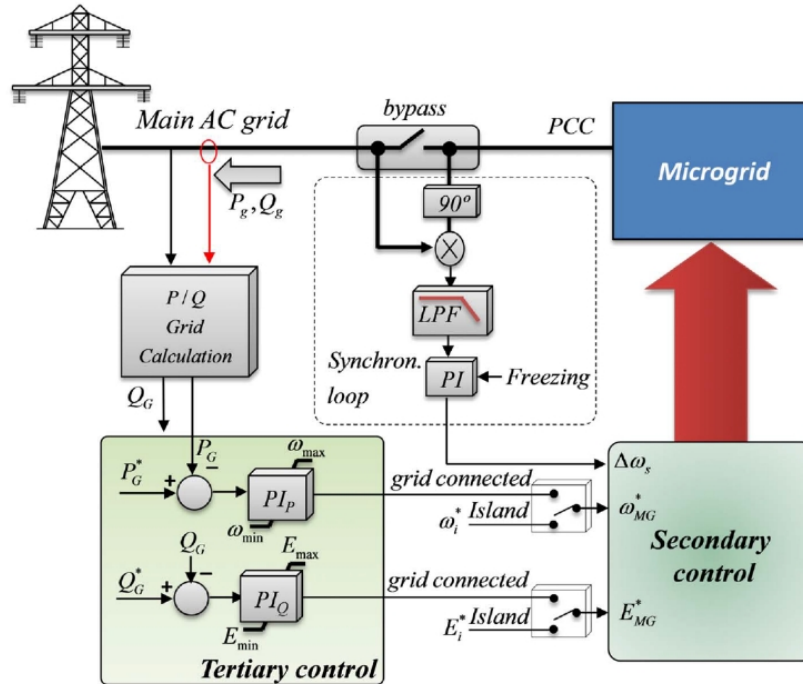 bypass
Main AC grid
PCC
Microgrid
P_g, Q_g
90º
P / Q
Grid
Calculation
LPF
Synchron.
loop
PI
Freezing
Q_G
P_G
Δω_s
P_G^*
+
−
ω_max
PI_P
ω_min
grid connected
ω_i^*
Island
ω_MG^*
Secondary
control
Q_G
Q_G^*
+
−
E_max
PI_Q
E_min
grid connected
E_i^*
Island
E_MG^*
Tertiary control